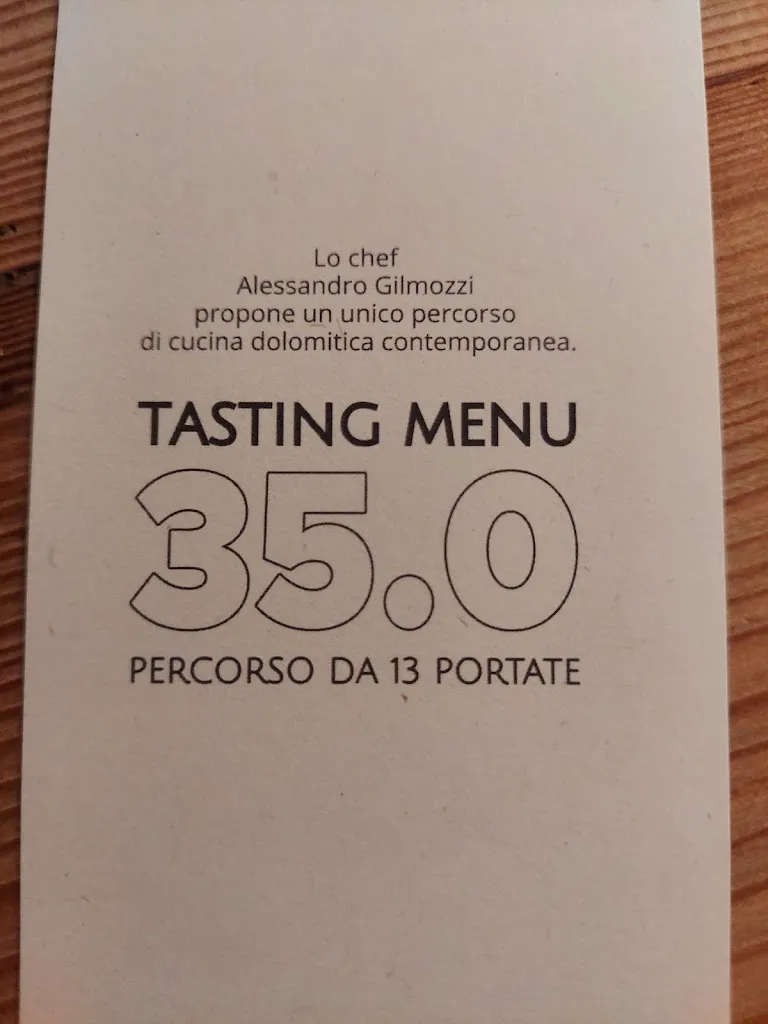 Lo chef
Alessandro Gilmozzi
propone un unico percorso
di cucina dolomitica contemporanea.
TASTING MENU
35.0
PERCORSO DA 13 PORTATE